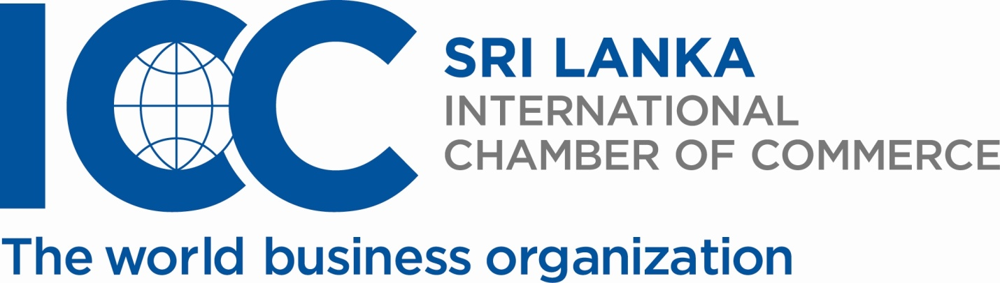 ICC
SRI LANKA
INTERNATIONAL
CHAMBER OF COMMERCE
The world business organization